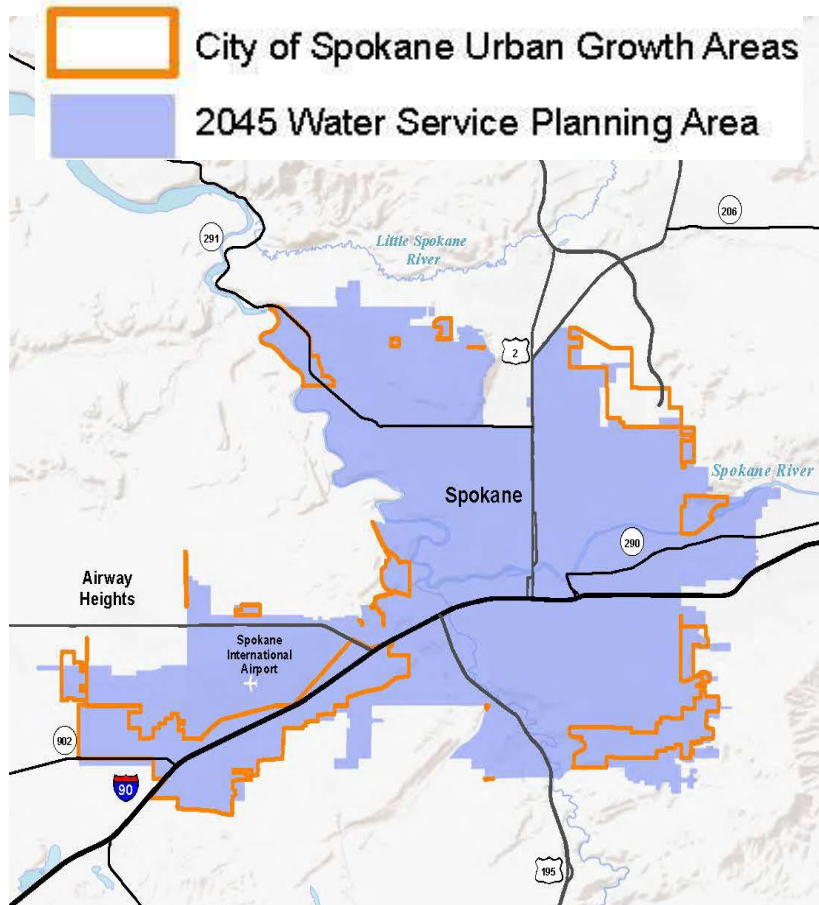 City of Spokane Urban Growth Areas
2045 Water Service Planning Area
206
291
Little Spokane
River
2
Spokane River
Spokane
290
Airway
Heights
Spokane
International
Airport
902
90
195